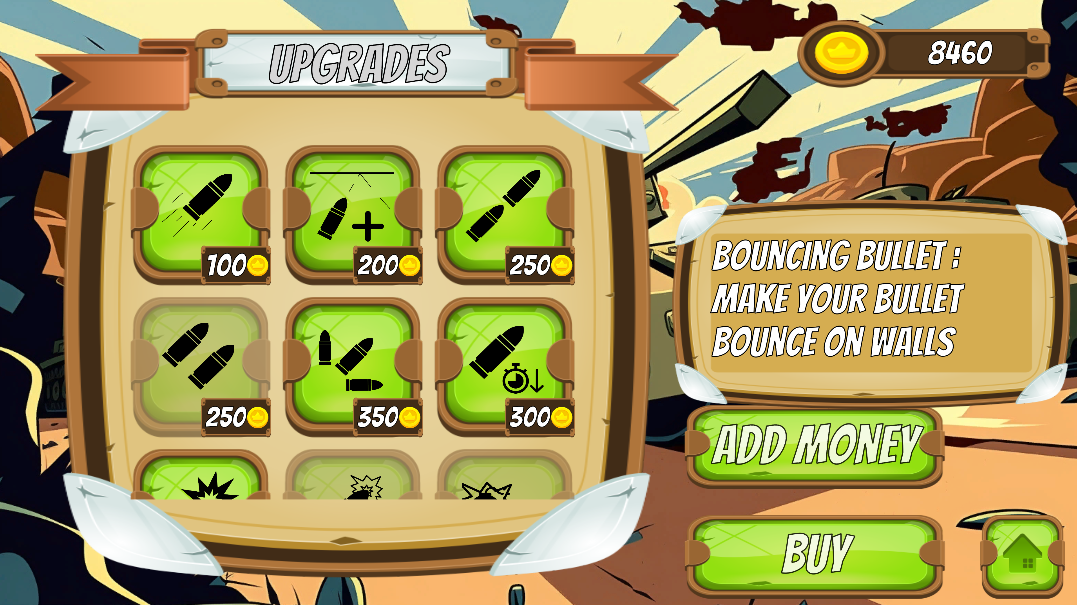 UPGRADES
8460
100
200
250
250
350
300
BOUNCING BULLET :
MAKE YOUR BULLET
BOUNCE ON WALLS
ADD MONEY
BUY